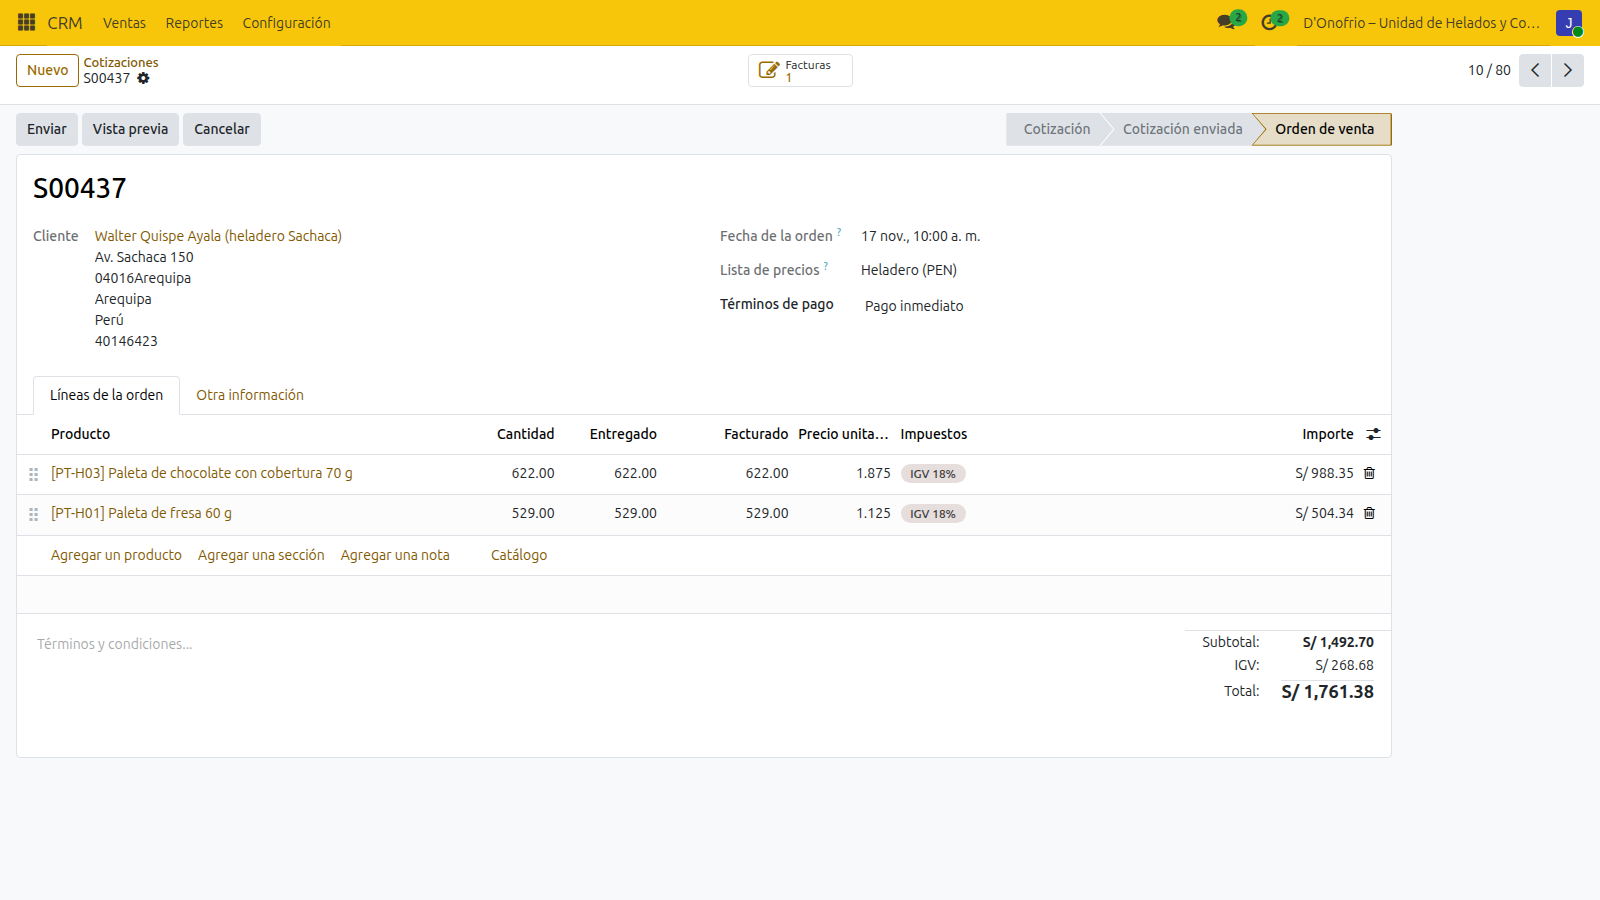 CRM Ventas Reportes Configuración 2 2 D'Onofrio – Unidad de Helados y Co... J
Nuevo Cotizaciones
S00437
Facturas
1
10 / 80
Enviar Vista previa Cancelar Cotización Cotización enviada Orden de venta
S00437
Cliente Walter Quispe Ayala (heladero Sachaca)
Av. Sachaca 150
04016Arequipa
Arequipa
Perú
40146423
Fecha de la orden ? 17 nov., 10:00 a. m.
Lista de precios ? Heladero (PEN)
Términos de pago Pago inmediato
Líneas de la orden Otra información
Producto Cantidad Entregado Facturado Precio unita... Impuestos Importe
[PT-H03] Paleta de chocolate con cobertura 70 g 622.00 622.00 622.00 1.875 IGV 18% S/ 988.35
[PT-H01] Paleta de fresa 60 g 529.00 529.00 529.00 1.125 IGV 18% S/ 504.34
Agregar un producto Agregar una sección Agregar una nota Catálogo
Términos y condiciones...
Subtotal: S/ 1,492.70
IGV: S/ 268.68
Total: S/ 1,761.38